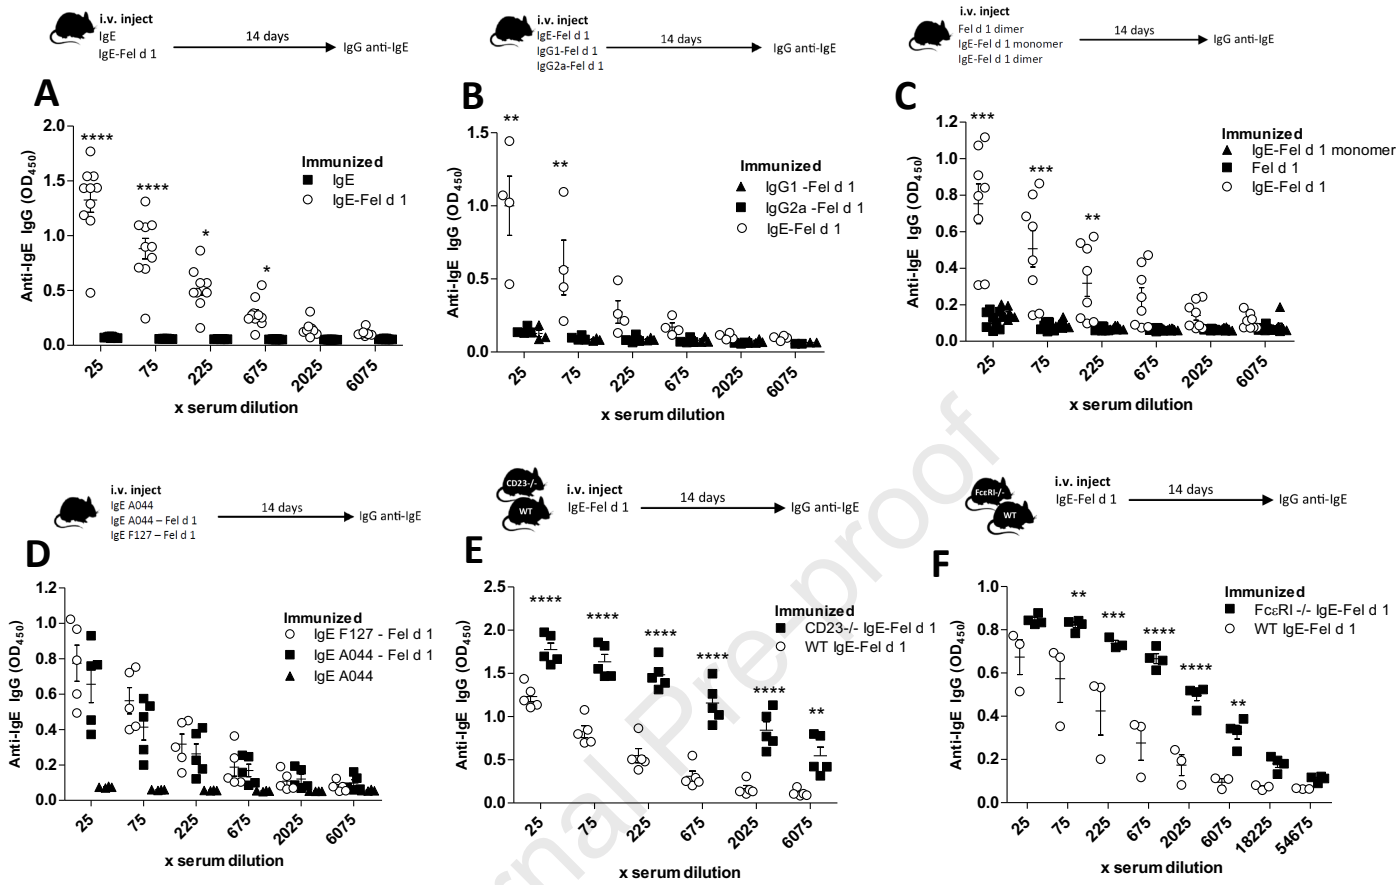 i.v. inject
IgE
IgE-Fel d 1
14 days
IgG anti-IgE
A
Anti-IgE IgG (OD450)
2.0
1.5
1.0
0.5
0.0
****
****
*
*
Immunized
IgE
IgE-Fel d 1
25
75
225
675
2025
6075
x serum dilution
i.v. inject
IgE-Fel d 1
IgG1-Fel d 1
IgG2a-Fel d 1
14 days
IgG anti-IgE
B
Anti-IgE IgG (OD450)
1.5
1.0
0.5
0.0
**
**
Immunized
IgG1 -Fel d 1
IgG2a -Fel d 1
IgE-Fel d 1
25
75
225
675
2025
6075
x serum dilution
i.v. inject
Fel d 1 dimer
IgE-Fel d 1 monomer
IgE-Fel d 1 dimer
14 days
IgG anti-IgE
C
Anti-IgE IgG (OD450)
1.2
1.0
0.8
0.6
0.4
0.2
0.0
***
***
**
Immunized
IgE-Fel d 1 monomer
Fel d 1
IgE-Fel d 1
25
75
225
675
2025
6075
x serum dilution
i.v. inject
IgE A044
IgE A044 – Fel d 1
IgE F127 – Fel d 1
14 days
IgG anti-IgE
D
Anti-IgE IgG (OD450)
1.2
1.0
0.8
0.6
0.4
0.2
0.0
Immunized
IgE F127 - Fel d 1
IgE A044 - Fel d 1
IgE A044
25
75
225
675
2025
6075
x serum dilution
CD23-/-
WT
i.v. inject
IgE-Fel d 1
14 days
IgG anti-IgE
E
Anti-IgE IgG (OD450)
2.5
2.0
1.5
1.0
0.5
0.0
****
****
****
****
****
**
Immunized
CD23-/- IgE-Fel d 1
WT IgE-Fel d 1
25
75
225
675
2025
6075
x serum dilution
FcεRI-/-
WT
i.v. inject
IgE-Fel d 1
14 days
IgG anti-IgE
F
Anti-IgE IgG (OD450)
1.0
0.8
0.6
0.4
0.2
0.0
**
***
****
****
**
Immunized
FcεRI -/- IgE-Fel d 1
WT IgE-Fel d 1
25
75
225
675
2025
6075
18225
54675
x serum dilution
rnal Pre-proof